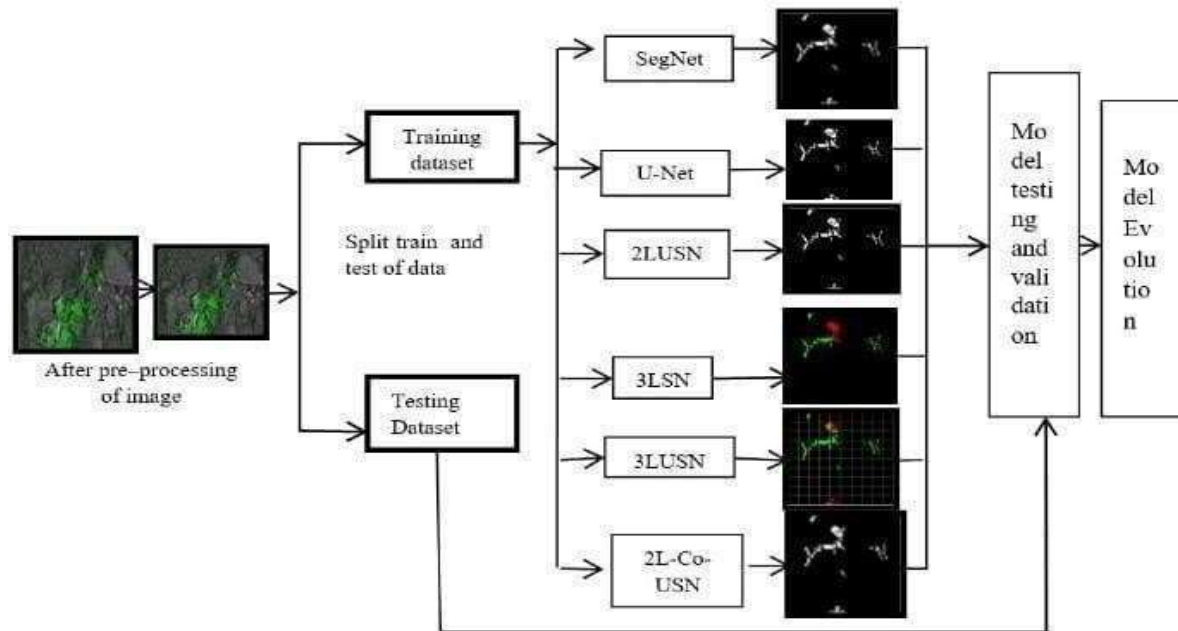 SegNet
Training
dataset
U-Net
Split train and
test of data
2LUSN
After pre-processing
of image
3LSN
Testing
Dataset
3LUSN
2L-Co-
USN
Mo
del
testi
ng
and
vali
dati
on
Mo
del
Ev
olu
tio
n